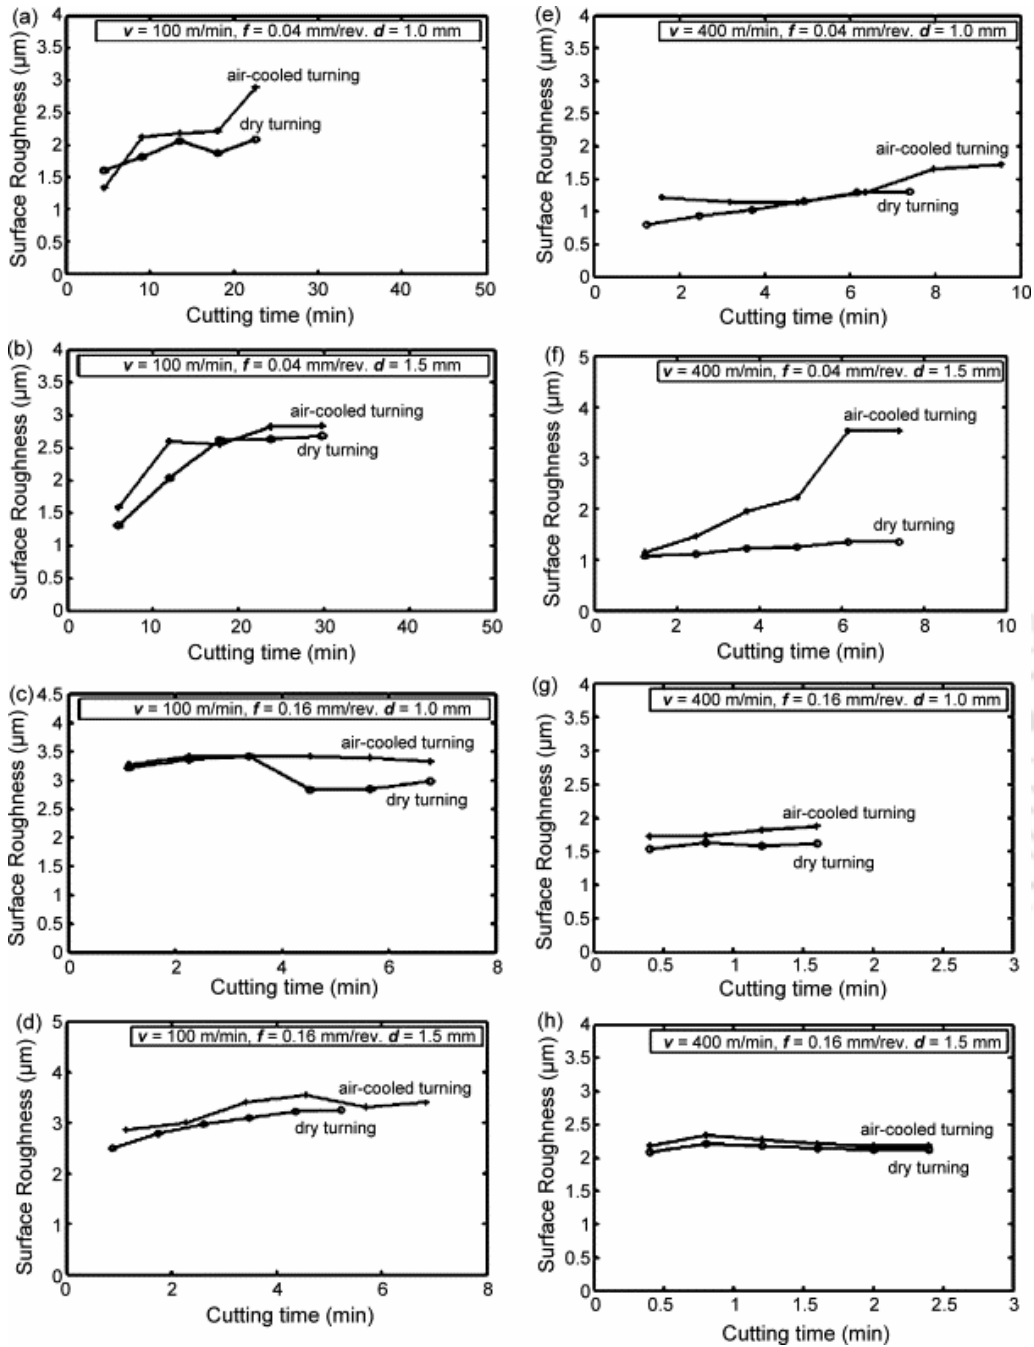 (a)
v = 100 m/min, f = 0.04 mm/rev. d = 1.0 mm
Surface Roughness (µm)
4
3.5
3
2.5
2
1.5
1
0.5
0
air-cooled turning
dry turning
0 10 20 30 40 50
Cutting time (min)
(e)
v = 400 m/min, f = 0.04 mm/rev. d = 1.0 mm
Surface Roughness (µm)
4
3.5
3
2.5
2
1.5
1
0.5
0
air-cooled turning
dry turning
2 4 6 8 10
Cutting time (min)
(b)
v = 100 m/min, f = 0.04 mm/rev. d = 1.5 mm
Surface Roughness (µm)
4
3.5
3
2.5
2
1.5
1
0.5
0
air-cooled turning
dry turning
0 10 20 30 40 50
Cutting time (min)
(f)
v = 400 m/min, f = 0.04 mm/rev. d = 1.5 mm
Surface Roughness (µm)
5
4
3
2
1
0
air-cooled turning
dry turning
0 2 4 6 8 10
Cutting time (min)
(c)
v = 100 m/min, f = 0.16 mm/rev. d = 1.0 mm
Surface Roughness (µm)
4.5
4
3.5
3
2.5
2
1.5
1
0.5
0
air-cooled turning
dry turning
0 2 4 6 8
Cutting time (min)
(g)
v = 400 m/min, f = 0.16 mm/rev. d = 1.0 mm
Surface Roughness (µm)
4
3.5
3
2.5
2
1.5
1
0.5
0
air-cooled turning
dry turning
0 0.5 1 1.5 2 2.5 3
Cutting time (min)
(d)
v = 100 m/min, f = 0.16 mm/rev. d = 1.5 mm
Surface Roughness (µm)
5
4
3
2
1
0
air-cooled turning
dry turning
0 2 4 6 8
Cutting time (min)
(h)
v = 400 m/min, f = 0.16 mm/rev. d = 1.5 mm
Surface Roughness (µm)
4
3.5
3
2.5
2
1.5
1
0.5
0
air-cooled turning
dry turning
0 0.5 1 1.5 2 2.5 3
Cutting time (min)